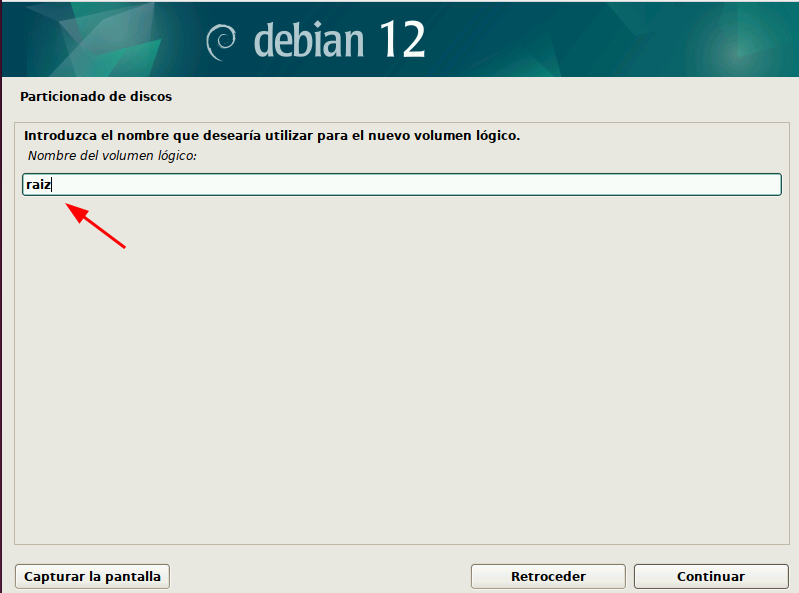 debian 12
Particionado de discos
Introduzca el nombre que desearía utilizar para el nuevo volumen lógico.
Nombre del volumen lógico:
raiz
Capturar la pantalla
Retroceder
Continuar